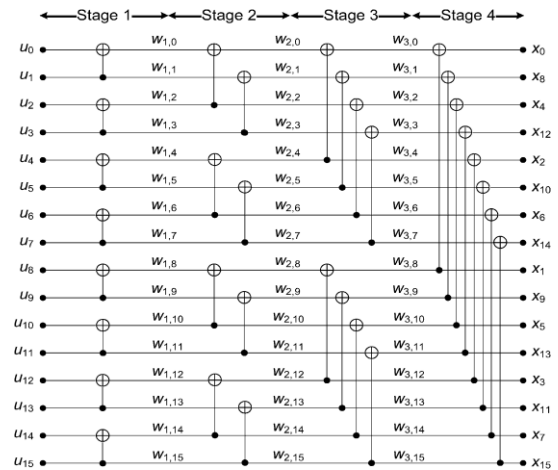 Stage 1 Stage 2 Stage 3 Stage 4
u0 w1,0 w2,0 w3,0 x0
u1 w1,1 w2,1 w3,1 x8
u2 w1,2 w2,2 w3,2 x4
u3 w1,3 w2,3 w3,3 x12
u4 w1,4 w2,4 w3,4 x2
u5 w1,5 w2,5 w3,5 x10
u6 w1,6 w2,6 w3,6 x6
u7 w1,7 w2,7 w3,7 x14
u8 w1,8 w2,8 w3,8 x1
u9 w1,9 w2,9 w3,9 x9
u10 w1,10 w2,10 w3,10 x5
u11 w1,11 w2,11 w3,11 x13
u12 w1,12 w2,12 w3,12 x3
u13 w1,13 w2,13 w3,13 x11
u14 w1,14 w2,14 w3,14 x7
u15 w1,15 w2,15 w3,15 x15